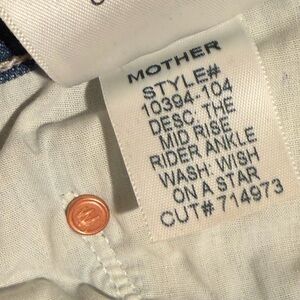 MOTHER
STYLE#
10394-104
DESC: THE
MID RISE
RIDER ANKLE
WASH: WISH
ON A STAR
CUT# 714973